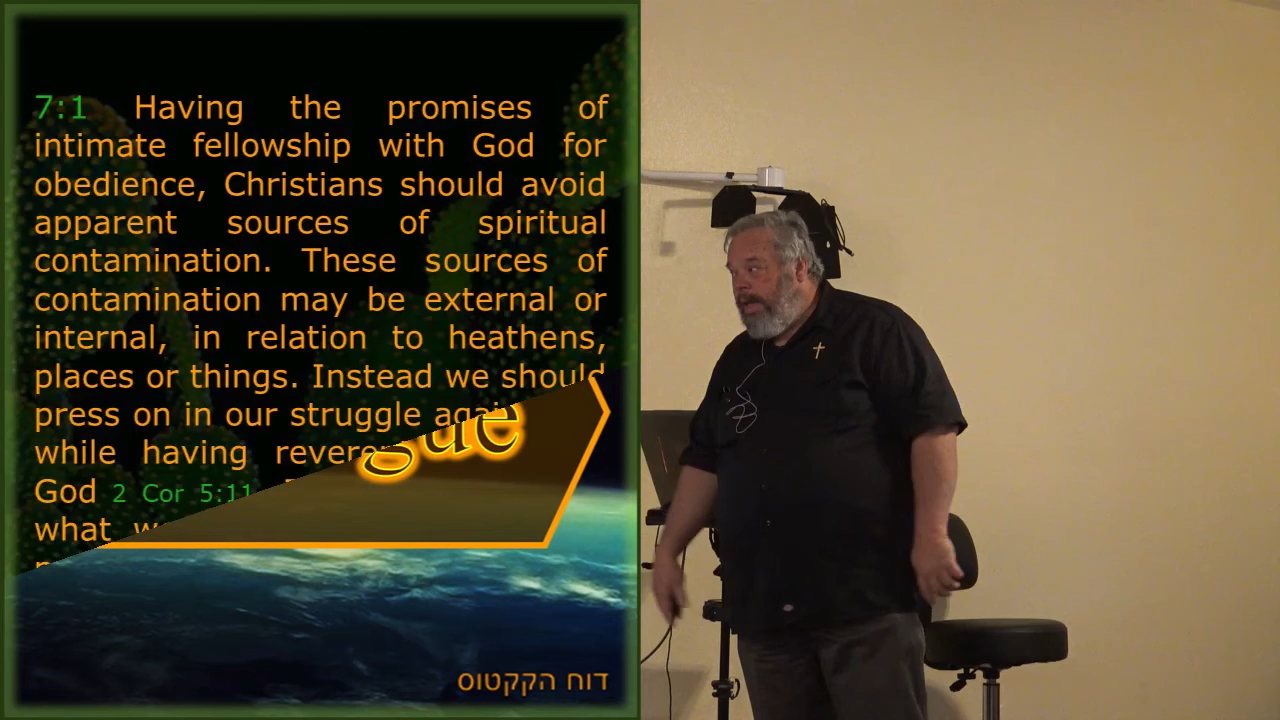 7:1 Having the promises of
intimate fellowship with God for
obedience, Christians should avoid
apparent sources of spiritual
contamination. These sources of
contamination may be external or
internal, in relation to heathens,
places or things. Instead we should
press on in our struggle
while having
God 2 Cor 5:11
what
דוח הקקטוס